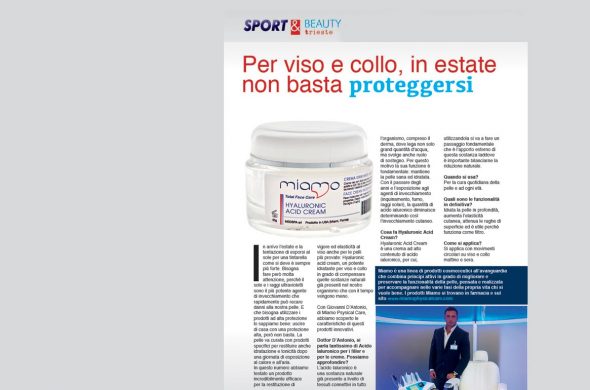 SPORT & BEAUTY
trieste
Per viso e collo, in estate
non basta proteggersi
miamo
Total Face Care
HYALURONIC
ACID CREAM
In arrivo l'estate e la
tentazione di esporsi al
sole per una tintarella
come si deve è sempre
più forte. Bisogna
fare però molta
attenzione, perché il
sole e i raggi ultravioletti
sono il più potente agente
di invecchiamento che
rapidamente può recare
danni alla nostra pelle. E
che bisogna utilizzare i
prodotti ad alta protezione
lo sappiamo bene: uscire
di casa con una protezione
alta, però non basta. La
pelle va curata con prodotti
specifici per restituire anche
idratazione e tonicità dopo
una giornata di esposizione
al calore e all'estate.
In questo numero abbiamo
testato un prodotto
incredibilmente efficace
per la restituzione di
vigore ed elasticità al
viso anche per le pelli
più provate: Hyaluronic
acid cream, un potente
idratante per viso e collo
in grado di compensare
quelle sostanze naturali
già presenti nel nostro
organismo che con il tempo
vengono meno.
Con Giovanni D'Antonio,
di Miamo Physical Care,
abbiamo scoperto le
caratteristiche di questi
prodotti innovativi.
Dottor D'Antonio, si
parla tantissimo di Acido
Ialuronico per i filler e
per le creme. Possiamo
approfondire?
L'acido Ialuronico è
una sostanza naturale
già presente a livello di
tessuti connettivi in tutto
l'organismo, compreso il
derma, dove lega non solo
grandi quantità d'acqua,
ma svolge anche ruolo
di sostegno. Per questo
motivo la sua funzione è
fondamentale: mantiene
la pelle sana ed idratata.
Con il passare degli
anni e l'esposizione agli
agenti di invecchiamento
(inquinamento, fumo,
raggi solari), la quantità di
acido ialuronico diminuisce
determinando così
l'invecchiamento cutaneo.
Cosa fa Hyaluronic Acid
Cream?
Hyaluronic Acid Cream
è una crema ad alto
contenuto di acido
ialuronico, per cui,
utilizzandola si va a fare un
passaggio fondamentale
che è l'apporto esterno di
questa sostanza laddove
è importante bilanciarne la
riduzione naturale.
Quando si usa?
Per la cura quotidiana della
pelle e ad ogni età.
Quali sono le funzionalità
in definitiva?
Idrata la pelle in profondità,
aumenta l'elasticità
cutanea, attenua le rughe di
superficie ed è utile perché
funziona come filtro.
Come si applica?
Si applica con movimenti
circolari su viso e collo
mattino e sera.
Miamo è una linea di prodotti cosmeceutici all'avanguardia
che combina principi attivi in grado di migliorare e
preservare la funzionalità della pelle, pensata e realizzata
per accompagnare nelle varie fasi della propria vita chi si
vuole bene. I prodotti Miamo si trovano in farmacia e sul
sito www.miamophysicalcare.com